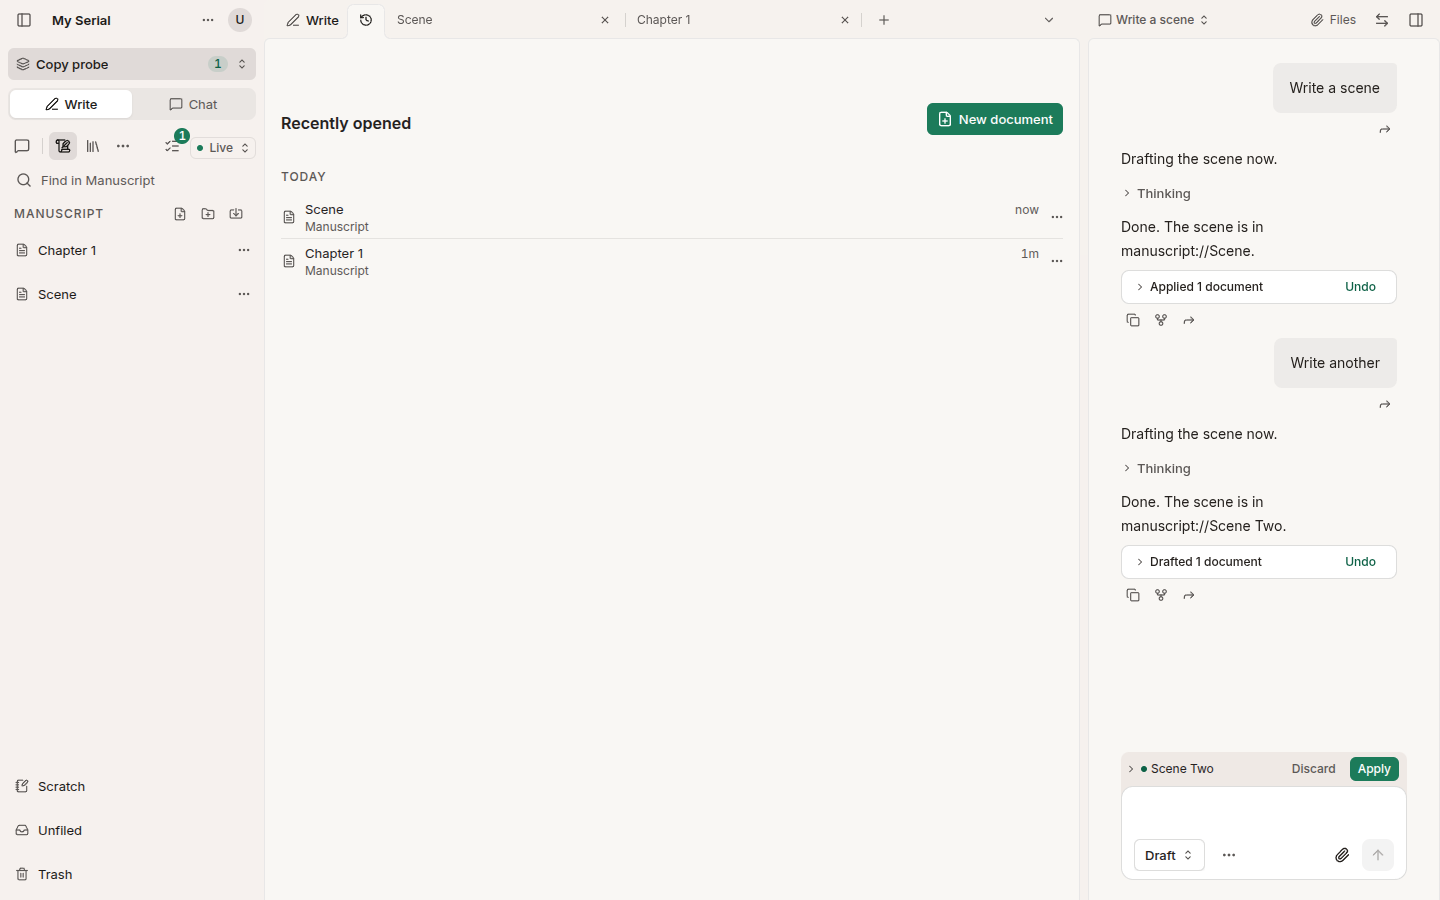 My Serial
U
Copy probe
1
Write
Chat
1
Live
Find in Manuscript
MANUSCRIPT
Chapter 1
Scene
Scratch
Unfiled
Trash
Write
Scene
Chapter 1
Recently opened
New document
TODAY
Scene
now
Manuscript
Chapter 1
1m
Manuscript
Write a scene
Files
Write a scene
Drafting the scene now.
Thinking
Done. The scene is in
manuscript://Scene.
Applied 1 document
Undo
Write another
Drafting the scene now.
Thinking
Done. The scene is in
manuscript://Scene Two.
Drafted 1 document
Undo
Scene Two
Discard
Apply
Draft